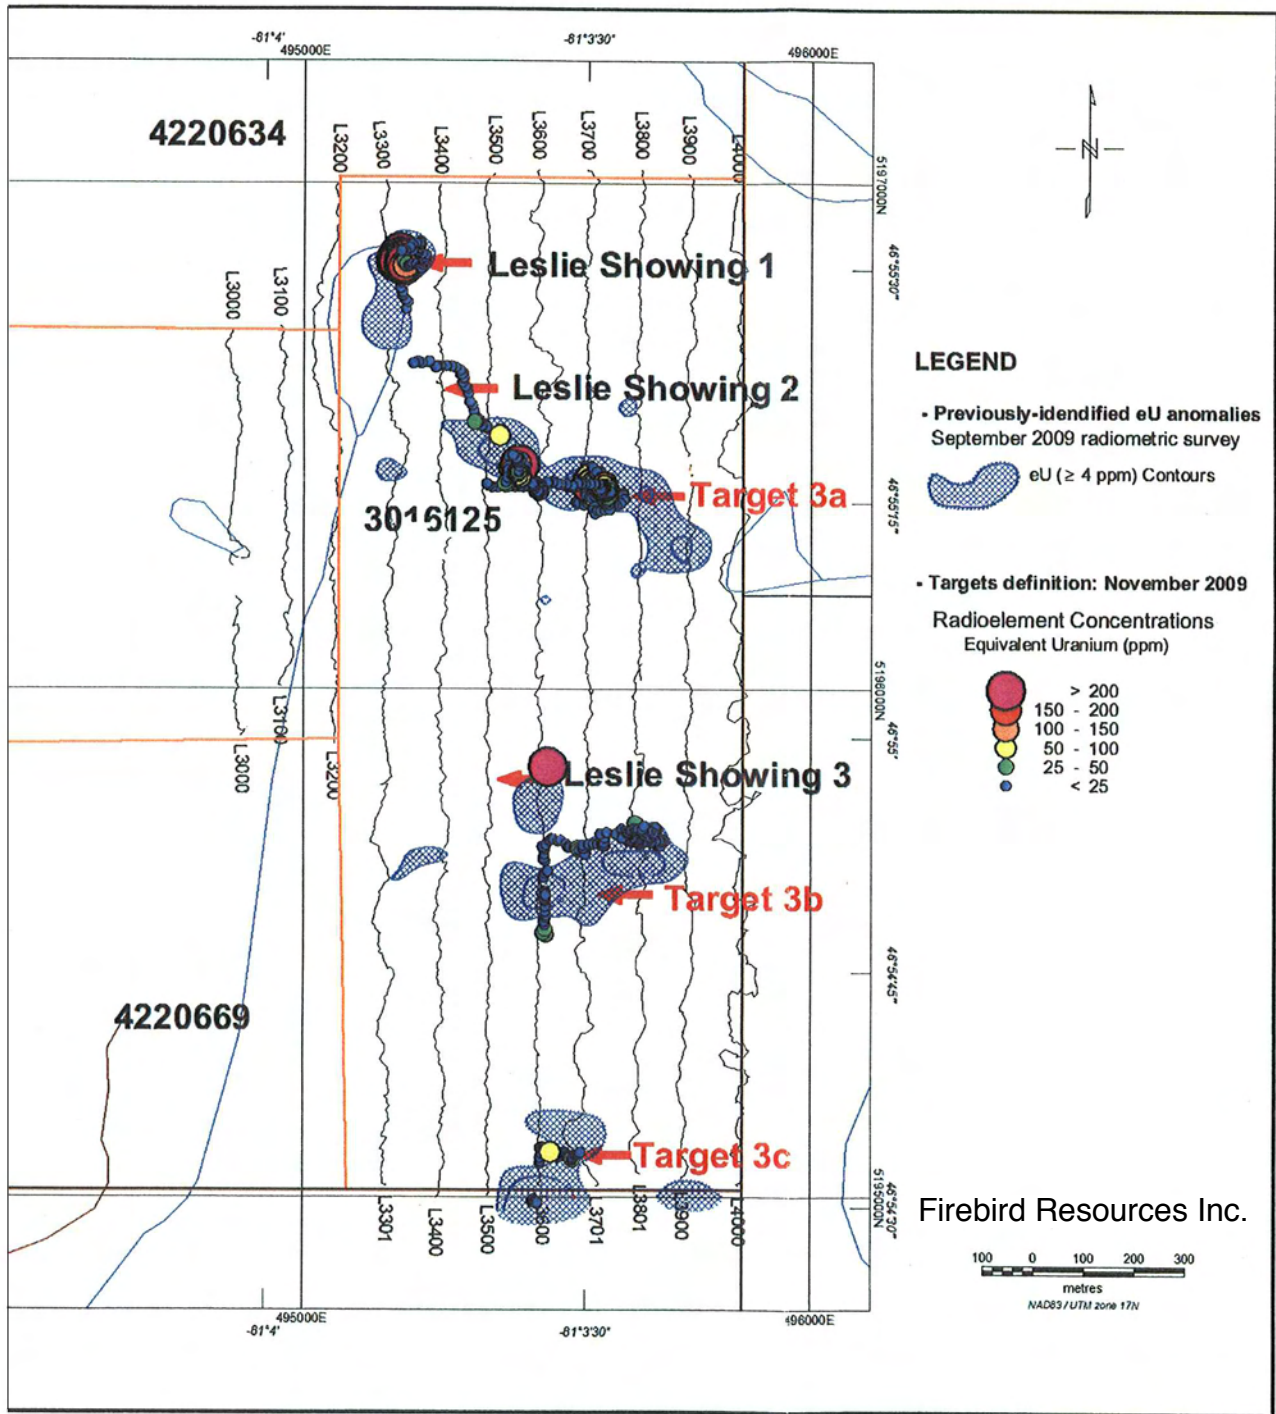 -81°4'
-81°3'30"
495000E
496000E
4220634
L3200
L3300
L3400
L3500
L3600
L3700
L3800
L3900
L4000
N
5197000N
46°55'30"
Leslie Showing 1
L3000
L3100
LEGEND
Leslie Showing 2
- Previously-idendified eU anomalies
September 2009 radiometric survey
eU (≥ 4 ppm) Contours
Target 3a
46°55'15"
3016125
- Targets definition: November 2009
Radioelement Concentrations
Equivalent Uranium (ppm)
> 200
150 - 200
100 - 150
50 - 100
25 - 50
< 25
5196000N
46°55'
L3100
L3000
L3200
Leslie Showing 3
Target 3b
46°54'45"
4220669
Target 3c
5195000N
46°54'30"
L3400
L3500
L3801
L4000
Firebird Resources Inc.
100 0 100 200 300
metres
NAD83 / UTM zone 17N
495000E
496000E
-81°4'
-81°3'30"